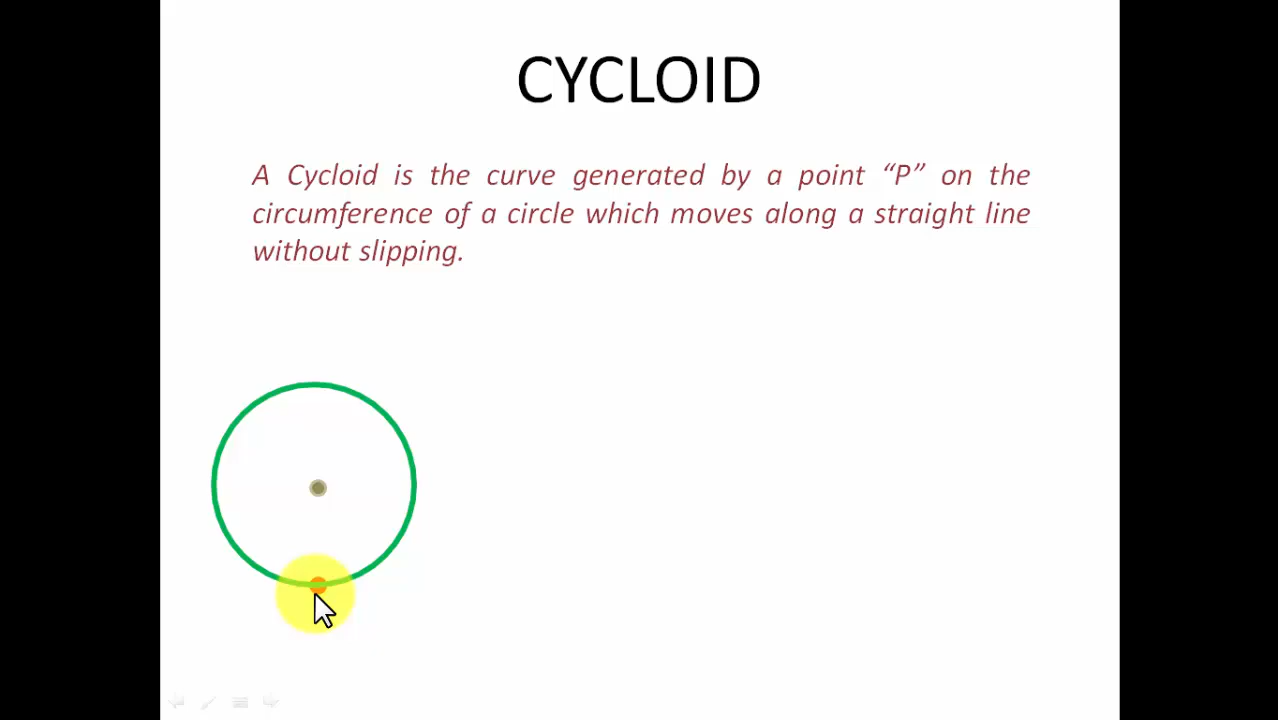 CYCLOID
A Cycloid is the curve generated by a point “P” on the
circumference of a circle which moves along a straight line
without slipping.